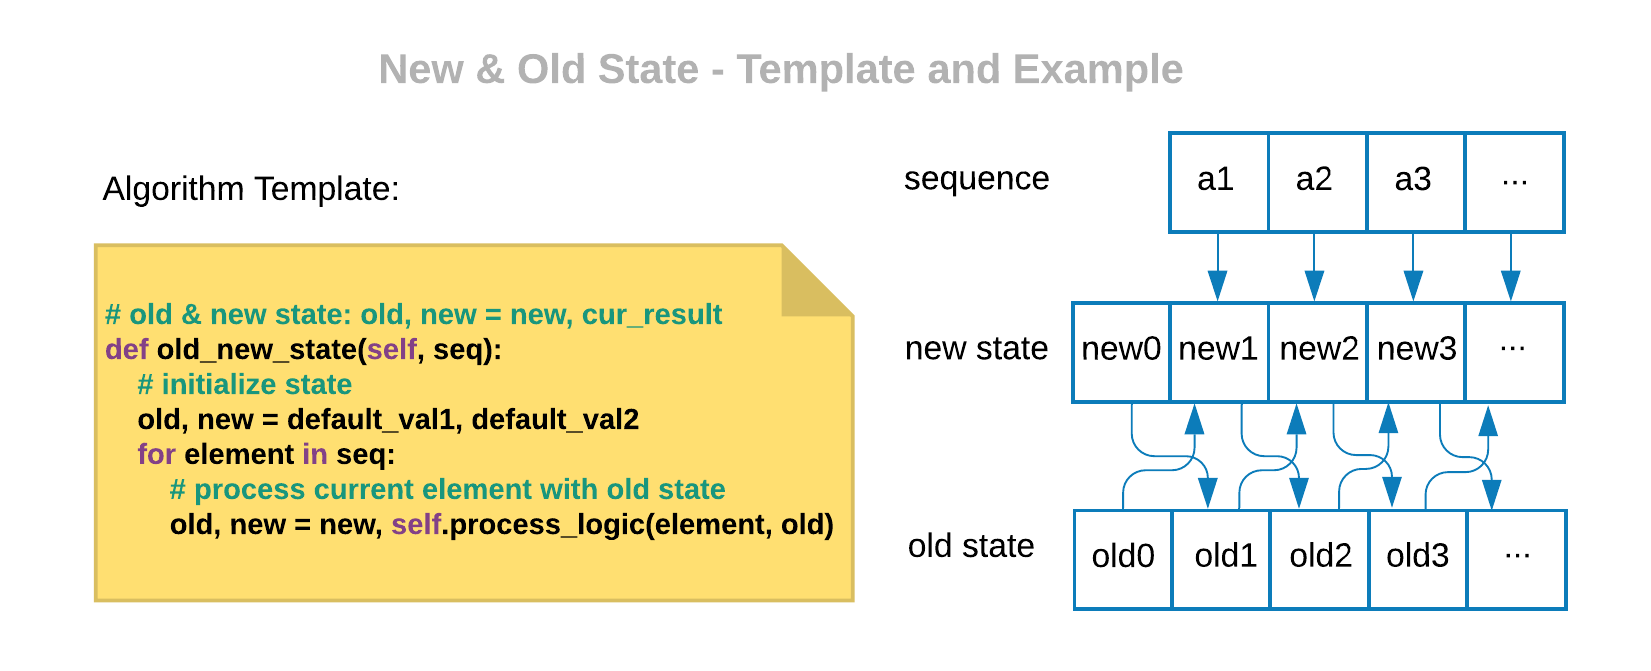 New & Old State - Template and Example
Algorithm Template:
# old & new state: old, new = new, cur_result
def old_new_state(self, seq):
# initialize state
old, new = default_val1, default_val2
for element in seq:
# process current element with old state
old, new = new, self.process_logic(element, old)
sequence a1 a2 a3 ...
new state new0 new1 new2 new3 ...
old state old0 old1 old2 old3 ...